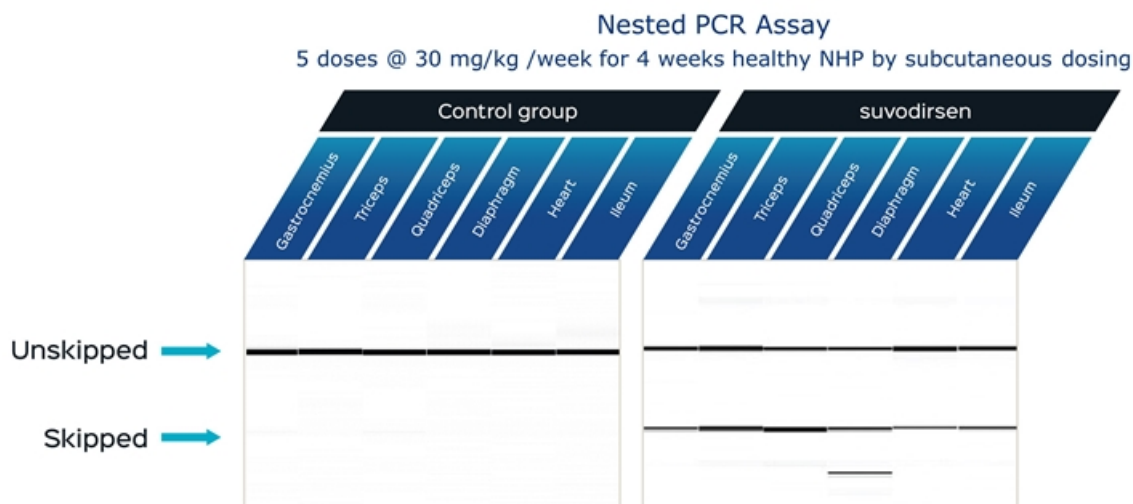 Nested PCR Assay
5 doses @ 30 mg/kg /week for 4 weeks healthy NHP by subcutaneous dosing
Control group
suvodirsen
Gastrocnemius
Triceps
Quadriceps
Diaphragm
Heart
Ileum
Gastrocnemius
Triceps
Quadriceps
Diaphragm
Heart
Ileum
Unskipped
Skipped